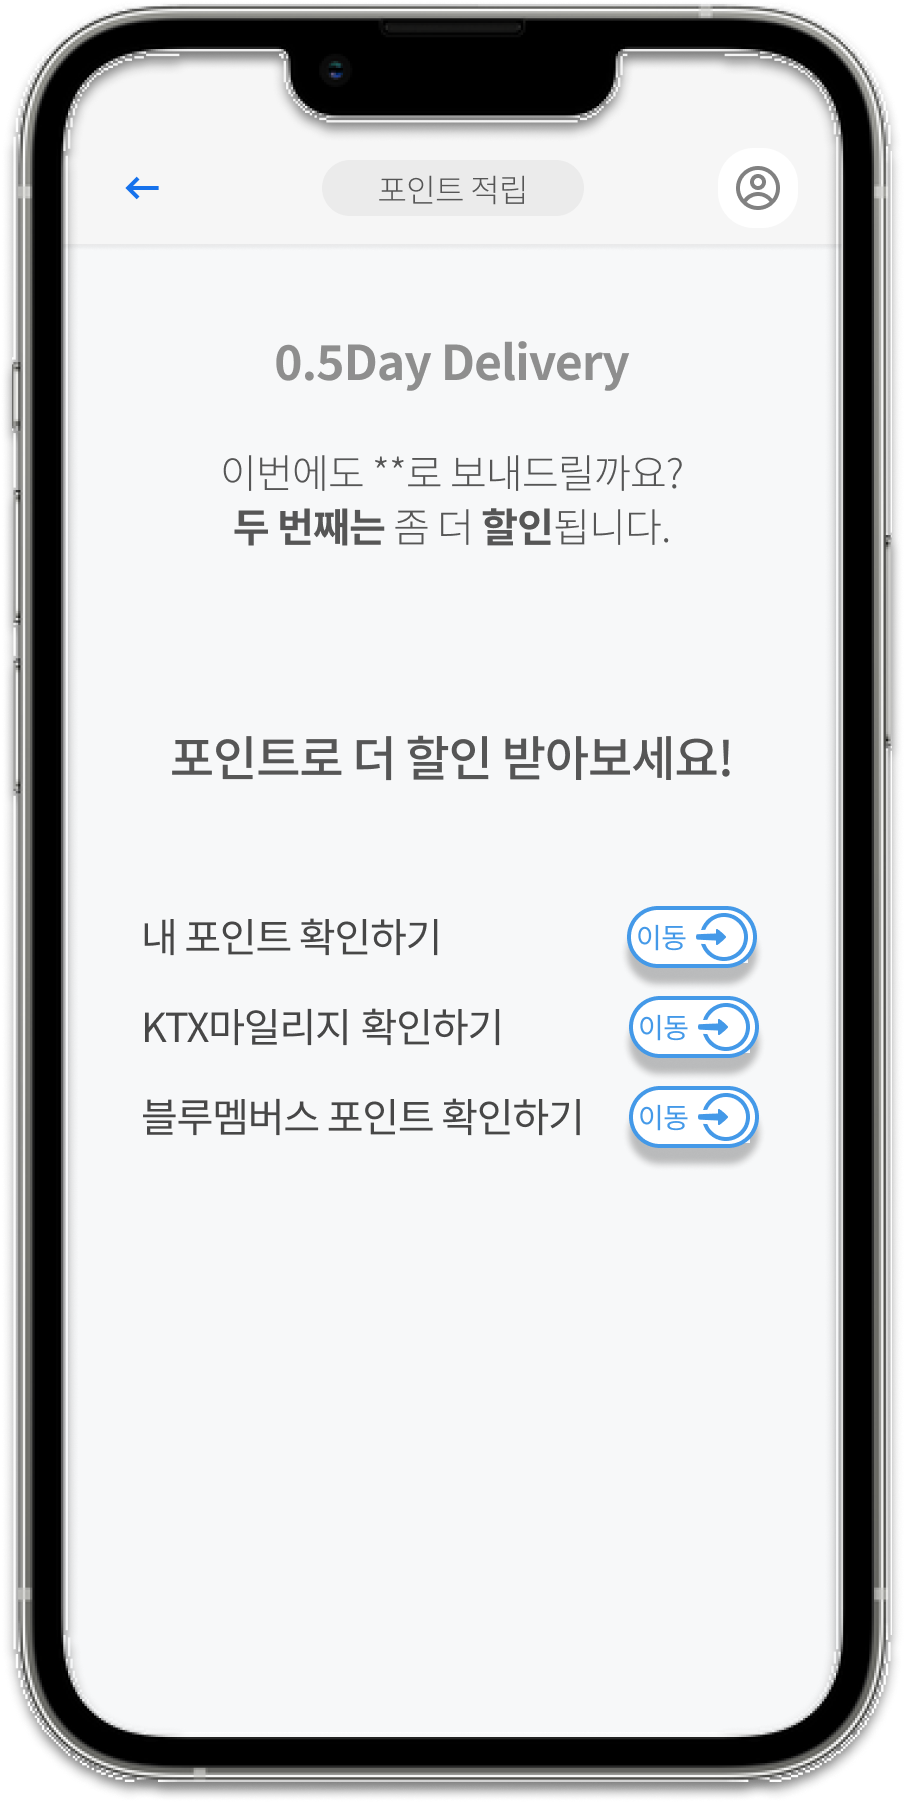 포인트 적립
0.5Day Delivery
이번에도 **로 보내드릴까요?
두 번째는 좀 더 할인됩니다.
포인트로 더 할인 받아보세요!
내 포인트 확인하기 이동
KTX마일리지 확인하기 이동
블루멤버스 포인트 확인하기 이동